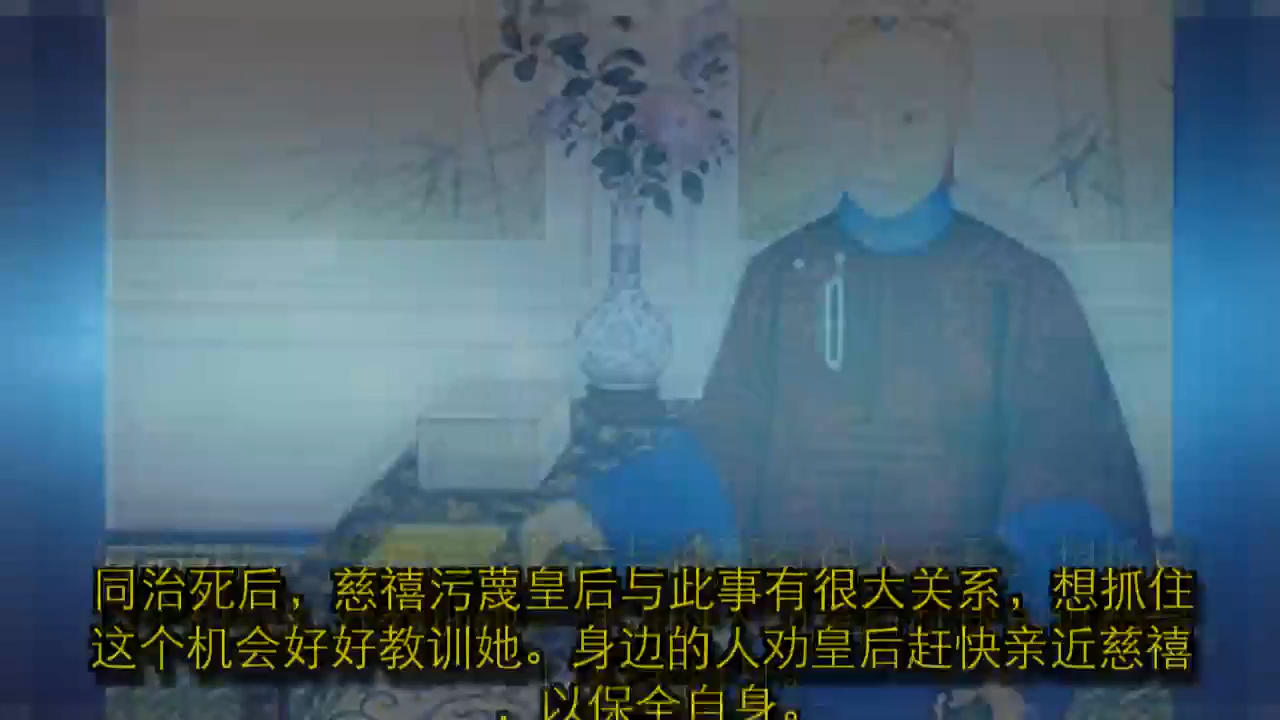 同治死后，慈禧污蔑皇后与此事有很大关系，想抓住
这个机会好好教训她。身边的人劝皇后赶快亲近慈禧
，以保全自身。